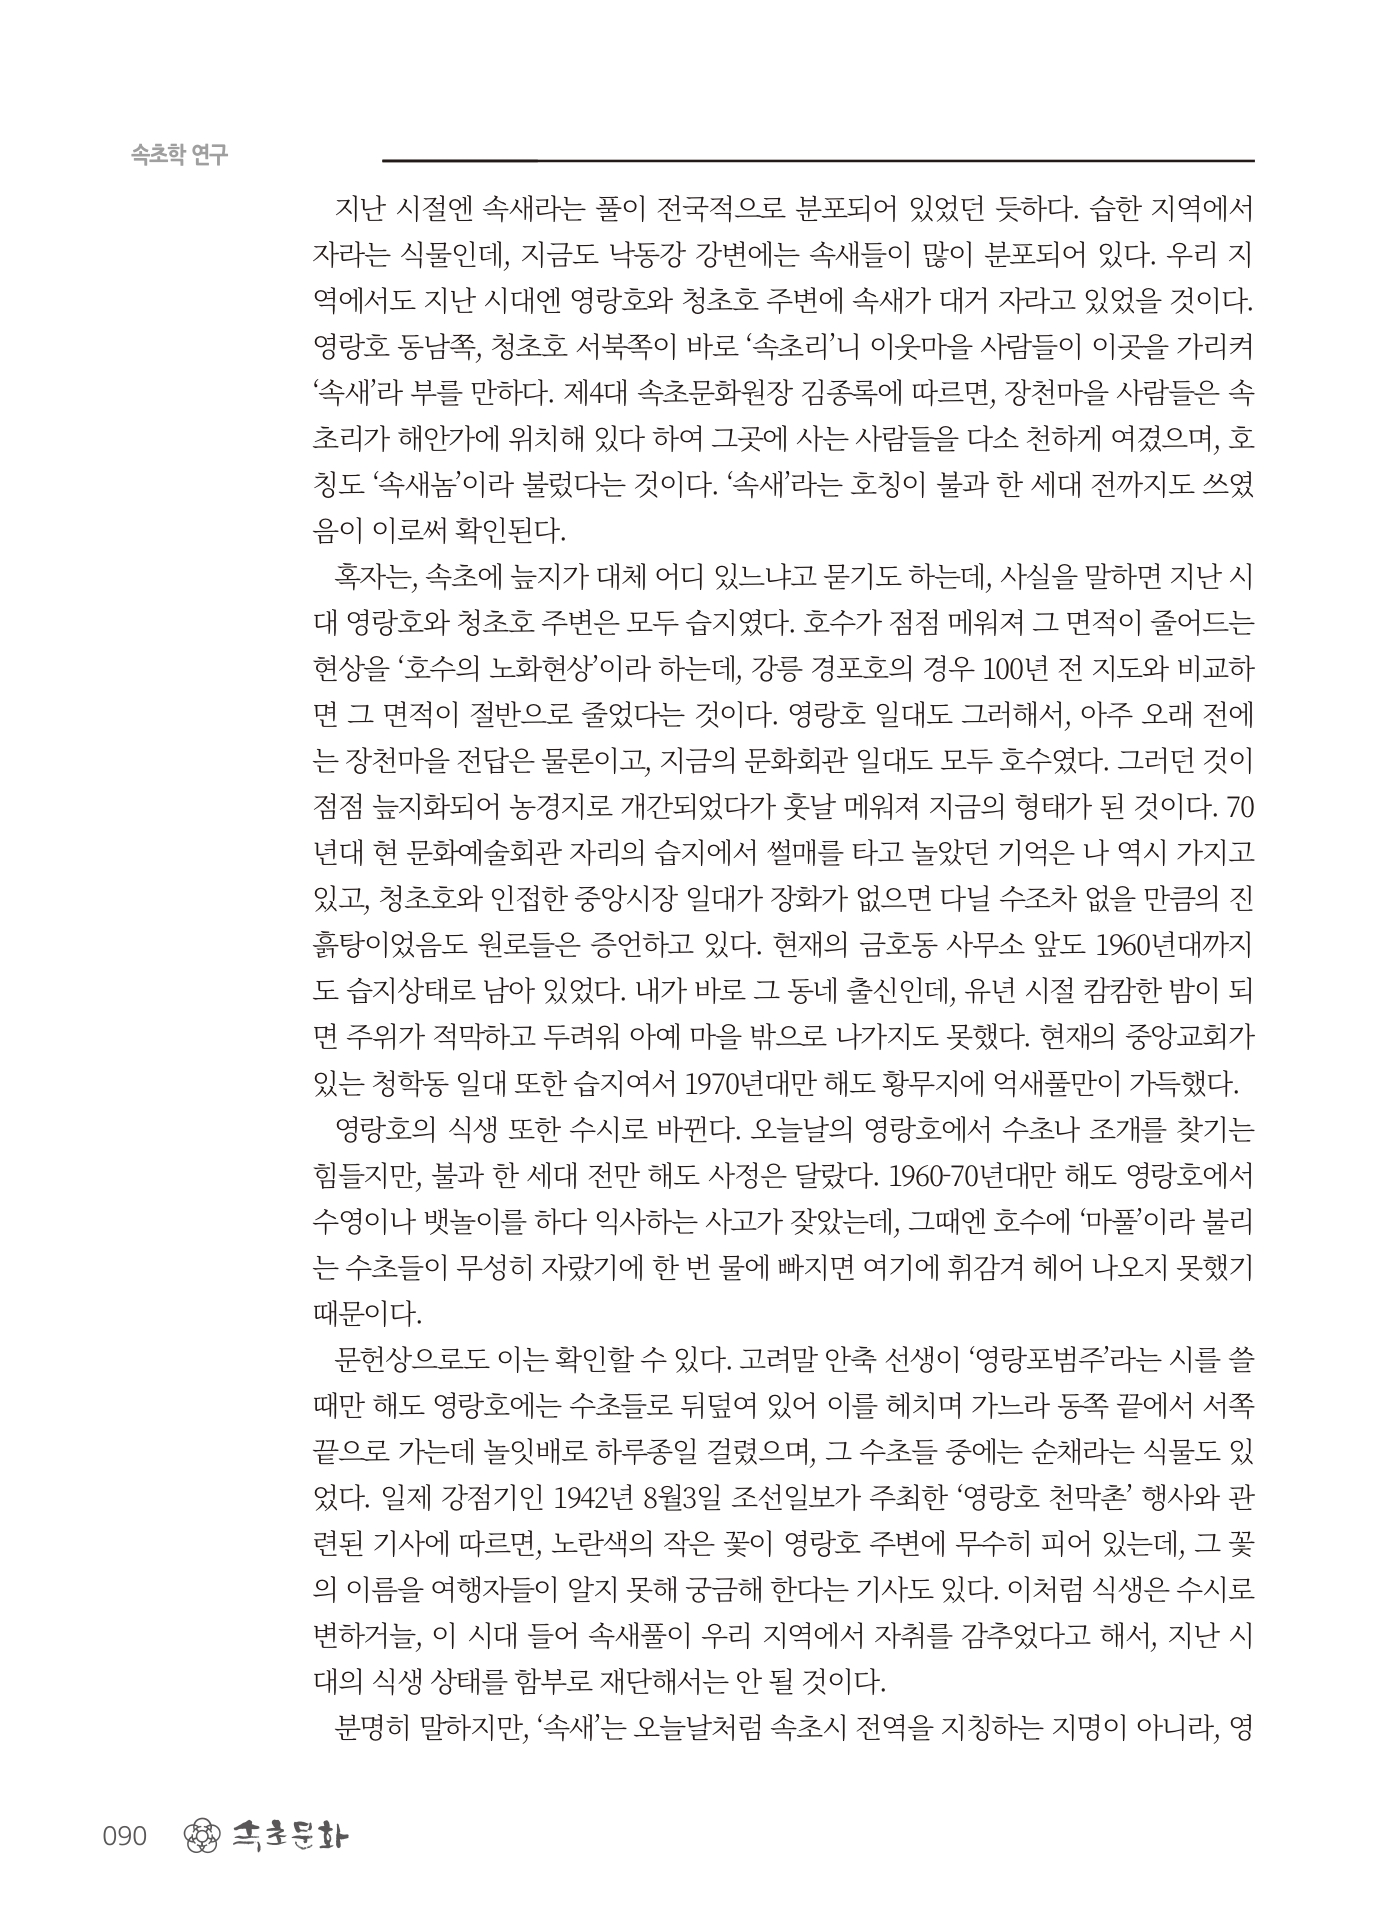 속초학 연구
지난 시절엔 속새라는 풀이 전국적으로 분포되어 있었던 듯하다. 습한 지역에서
자라는 식물인데, 지금도 낙동강 강변에는 속새들이 많이 분포되어 있다. 우리 지
역에서도 지난 시대엔 영랑호와 청초호 주변에 속새가 대거 자라고 있었을 것이다.
영랑호 동남쪽, 청초호 서북쪽이 바로 ‘속초리’니 이웃마을 사람들이 이곳을 가리켜
‘속새’라 부를 만하다. 제4대 속초문화원장 김종록에 따르면, 장천마을 사람들은 속
초리가 해안가에 위치해 있다 하여 그곳에 사는 사람들을 다소 천하게 여겼으며, 호
칭도 ‘속새놈’이라 불렀다는 것이다. ‘속새’라는 호칭이 불과 한 세대 전까지도 쓰였
음이 이로써 확인된다.
혹자는, 속초에 늪지가 대체 어디 있느냐고 묻기도 하는데, 사실을 말하면 지난 시
대 영랑호와 청초호 주변은 모두 습지였다. 호수가 점점 메워져 그 면적이 줄어드는
현상을 ‘호수의 노화현상’이라 하는데, 강릉 경포호의 경우 100년 전 지도와 비교하
면 그 면적이 절반으로 줄었다는 것이다. 영랑호 일대도 그러해서, 아주 오래 전에
는 장천마을 전답은 물론이고, 지금의 문화회관 일대도 모두 호수였다. 그러던 것이
점점 늪지화되어 농경지로 개간되었다가 훗날 메워져 지금의 형태가 된 것이다. 70
년대 현 문화예술회관 자리의 습지에서 썰매를 타고 놀았던 기억은 나 역시 가지고
있고, 청초호와 인접한 중앙시장 일대가 장화가 없으면 다닐 수조차 없을 만큼의 진
흙탕이었음도 원로들은 증언하고 있다. 현재의 금호동 사무소 앞도 1960년대까지
도 습지상태로 남아 있었다. 내가 바로 그 동네 출신인데, 유년 시절 캄캄한 밤이 되
면 주위가 적막하고 두려워 아예 마을 밖으로 나가지도 못했다. 현재의 중앙교회가
있는 청학동 일대 또한 습지여서 1970년대만 해도 황무지에 억새풀만이 가득했다.
영랑호의 식생 또한 수시로 바뀐다. 오늘날의 영랑호에서 수초나 조개를 찾기는
힘들지만, 불과 한 세대 전만 해도 사정은 달랐다. 1960-70년대만 해도 영랑호에서
수영이나 뱃놀이를 하다 익사하는 사고가 잦았는데, 그때엔 호수에 ‘마풀’이라 불리
는 수초들이 무성히 자랐기에 한 번 물에 빠지면 여기에 휘감겨 헤어 나오지 못했기
때문이다.
문헌상으로도 이는 확인할 수 있다. 고려말 안축 선생이 ‘영랑포범주’라는 시를 쓸
때만 해도 영랑호에는 수초들로 뒤덮여 있어 이를 헤치며 가느라 동쪽 끝에서 서쪽
끝으로 가는데 놀잇배로 하루종일 걸렸으며, 그 수초들 중에는 순채라는 식물도 있
었다. 일제 강점기인 1942년 8월3일 조선일보가 주최한 ‘영랑호 천막촌’ 행사와 관
련된 기사에 따르면, 노란색의 작은 꽃이 영랑호 주변에 무수히 피어 있는데, 그 꽃
의 이름을 여행자들이 알지 못해 궁금해 한다는 기사도 있다. 이처럼 식생은 수시로
변하거늘, 이 시대 들어 속새풀이 우리 지역에서 자취를 감추었다고 해서, 지난 시
대의 식생 상태를 함부로 재단해서는 안 될 것이다.
분명히 말하지만, ‘속새’는 오늘날처럼 속초시 전역을 지칭하는 지명이 아니라, 영
090 속초문화